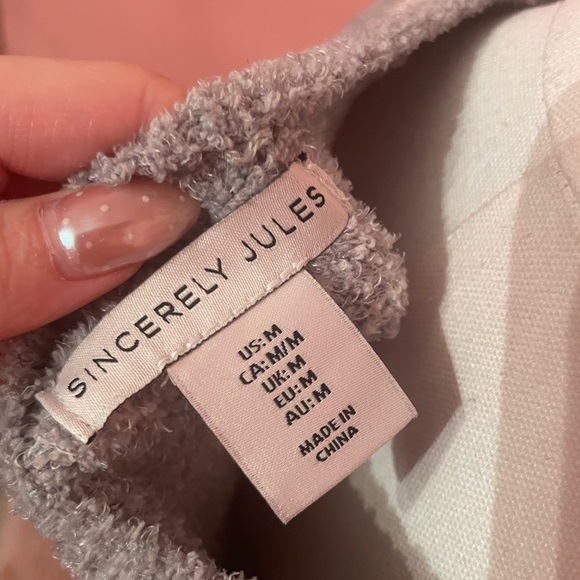 SINCERELY JULES
US: M
CA: M/M
UK: M
EU: M
AU: M
MADE IN
CHINA